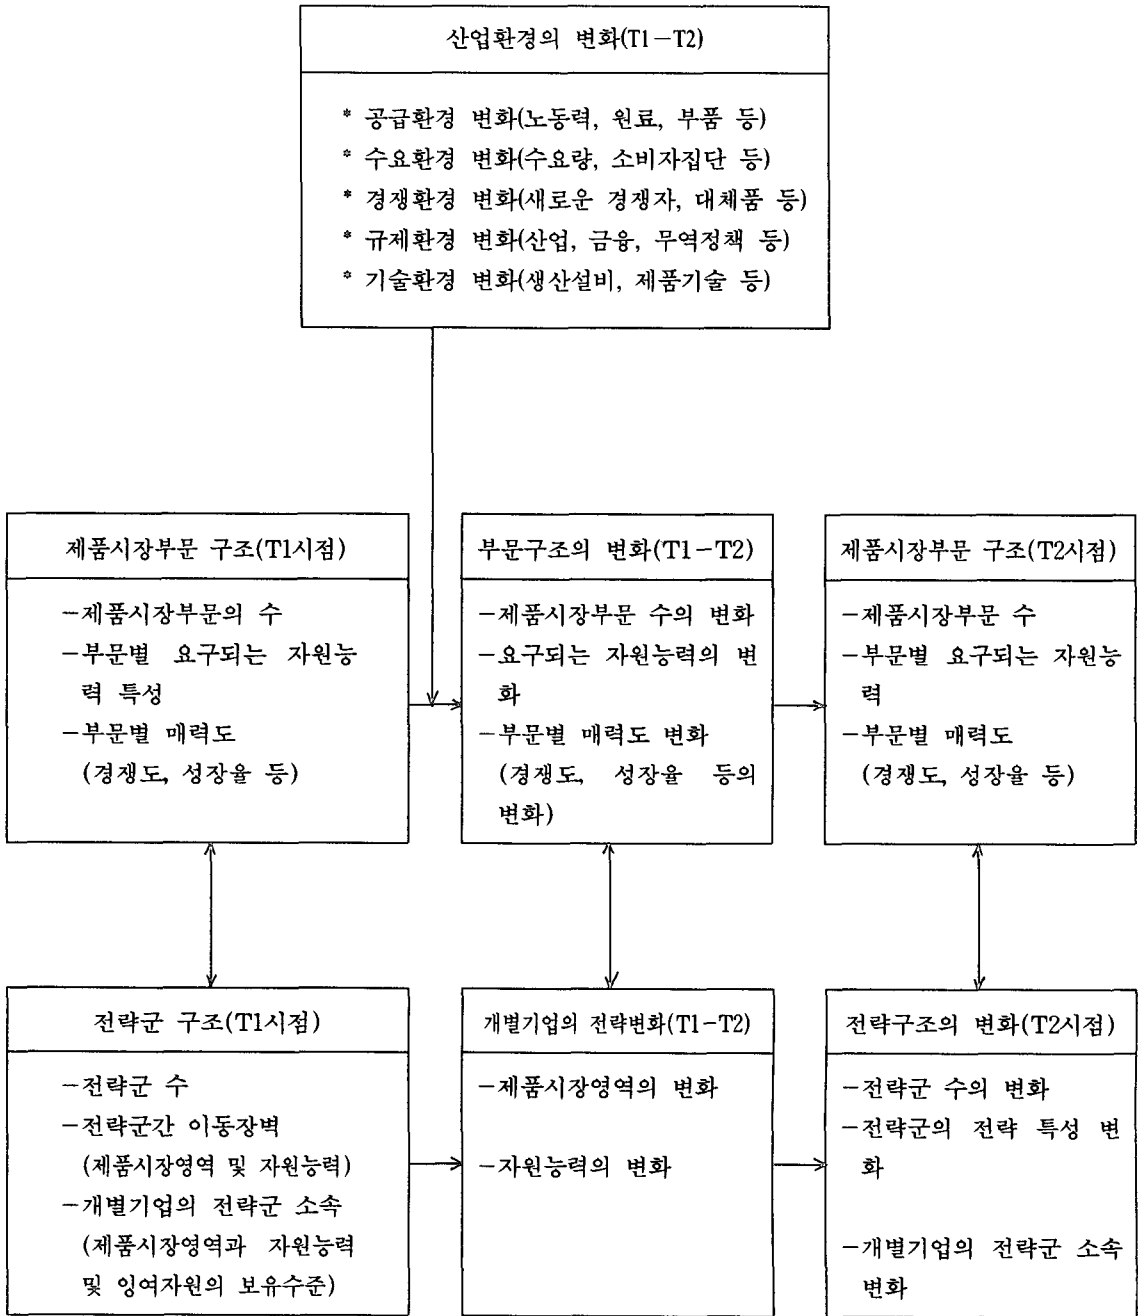 산업환경의 변화(T1-T2)
* 공급환경 변화(노동력, 원료, 부품 등)
* 수요환경 변화(수요량, 소비자집단 등)
* 경쟁환경 변화(새로운 경쟁자, 대채품 등)
* 규제환경 변화(산업, 금융, 무역정책 등)
* 기술환경 변화(생산설비, 제품기술 등)
제품시장부문 구조(T1시점)
-제품시장부문의 수
-부문별 요구되는 자원능
력 특성
-부문별 매력도
(경쟁도, 성장율 등)
부문구조의 변화(T1-T2)
-제품시장부문 수의 변화
-요구되는 자원능력의 변
화
-부문별 매력도 변화
(경쟁도, 성장율 등의
변화)
제품시장부문 구조(T2시점)
-제품시장부문 수
-부문별 요구되는 자원능
력
-부문별 매력도
(경쟁도, 성장율 등)
전략군 구조(T1시점)
-전략군 수
-전략군간 이동장벽
(제품시장영역 및 자원능력)
-개별기업의 전략군 소속
(제품시장영역과 자원능력
및 잉여자원의 보유수준)
개별기업의 전략변화(T1-T2)
-제품시장영역의 변화
-자원능력의 변화
전략구조의 변화(T2시점)
-전략군 수의 변화
-전략군의 전략 특성 변
화
-개별기업의 전략군 소속
변화